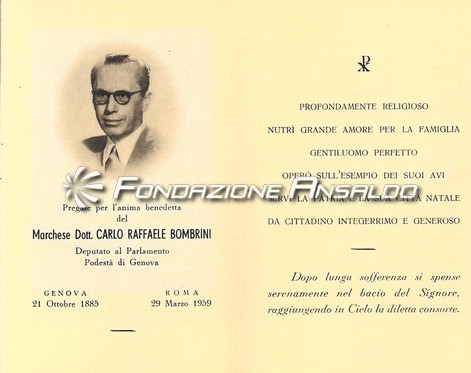 Pregate per l'anima benedetta
del
Marchese Dott. CARLO RAFFAELE BOMBRINI
Deputato al Parlamento
Podestà di Genova
GENOVA
21 Ottobre 1885
ROMA
29 Marzo 1959
PROFONDAMENTE RELIGIOSO
NUTRÌ GRANDE AMORE PER LA FAMIGLIA
GENTILUOMO PERFETTO
OPERÒ SULL'ESEMPIO DEI SUOI AVI
SERVÌ LA PATRIA E LA SUA CITTÀ NATALE
DA CITTADINO INTEGERRIMO E GENEROSO
Dopo lunga sofferenza si spense
serenamente nel bacio del Signore,
raggiungendo in Cielo la diletta consorte.
FONDAZIONE ANSALDO